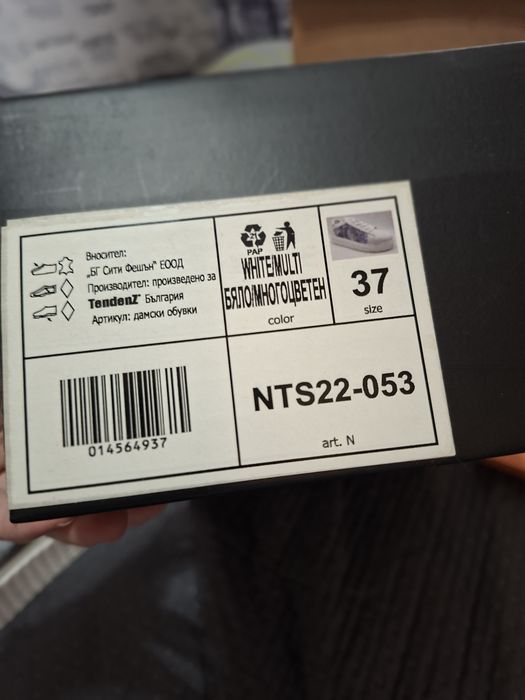 Вносител:
„БГ Сити Фешън" ЕООД
Производител: произведено за
TendenZ България
Артикул: дамски обувки
PAP
WHITE/MULTI
БЯЛО/МНОГОЦВЕТЕН
color
37
size
014564937
NTS22-053
art. N